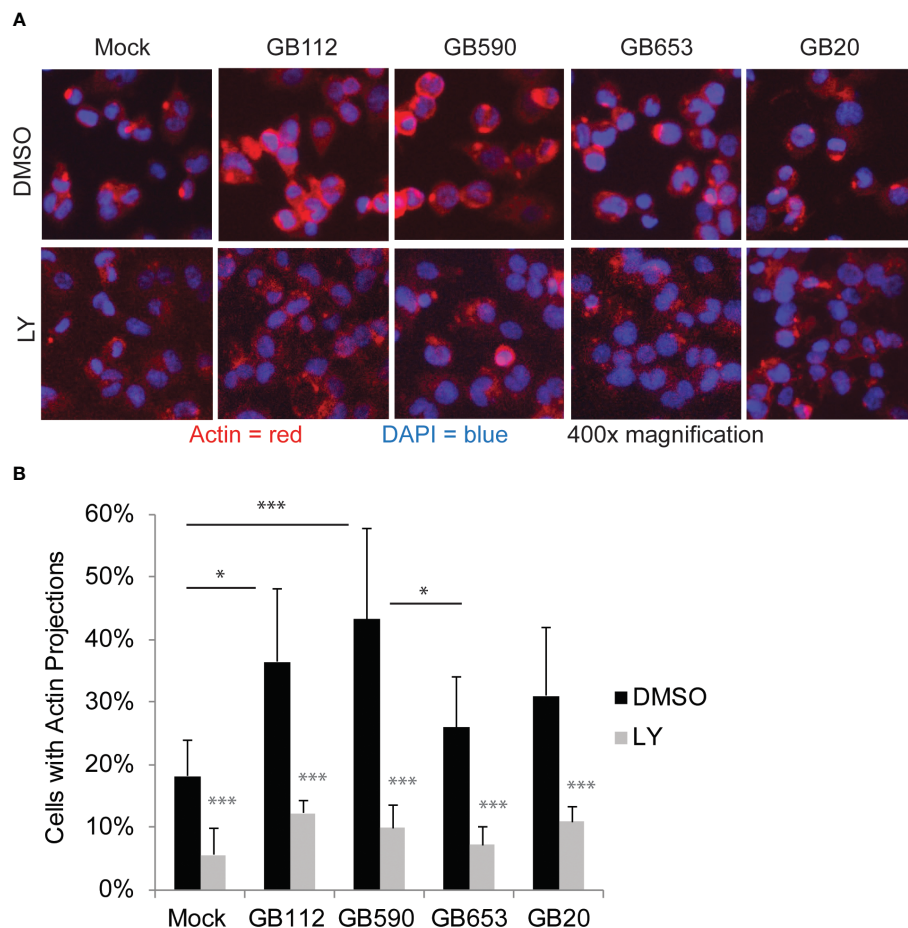 A
Mock GB112 GB590 GB653 GB20
DMSO
LY
Actin = red DAPI = blue 400x magnification
B
Cells with Actin Projections
60%
50%
40%
30%
20%
10%
0%
***
*
*
***
***
***
***
***
DMSO
LY
Mock GB112 GB590 GB653 GB20